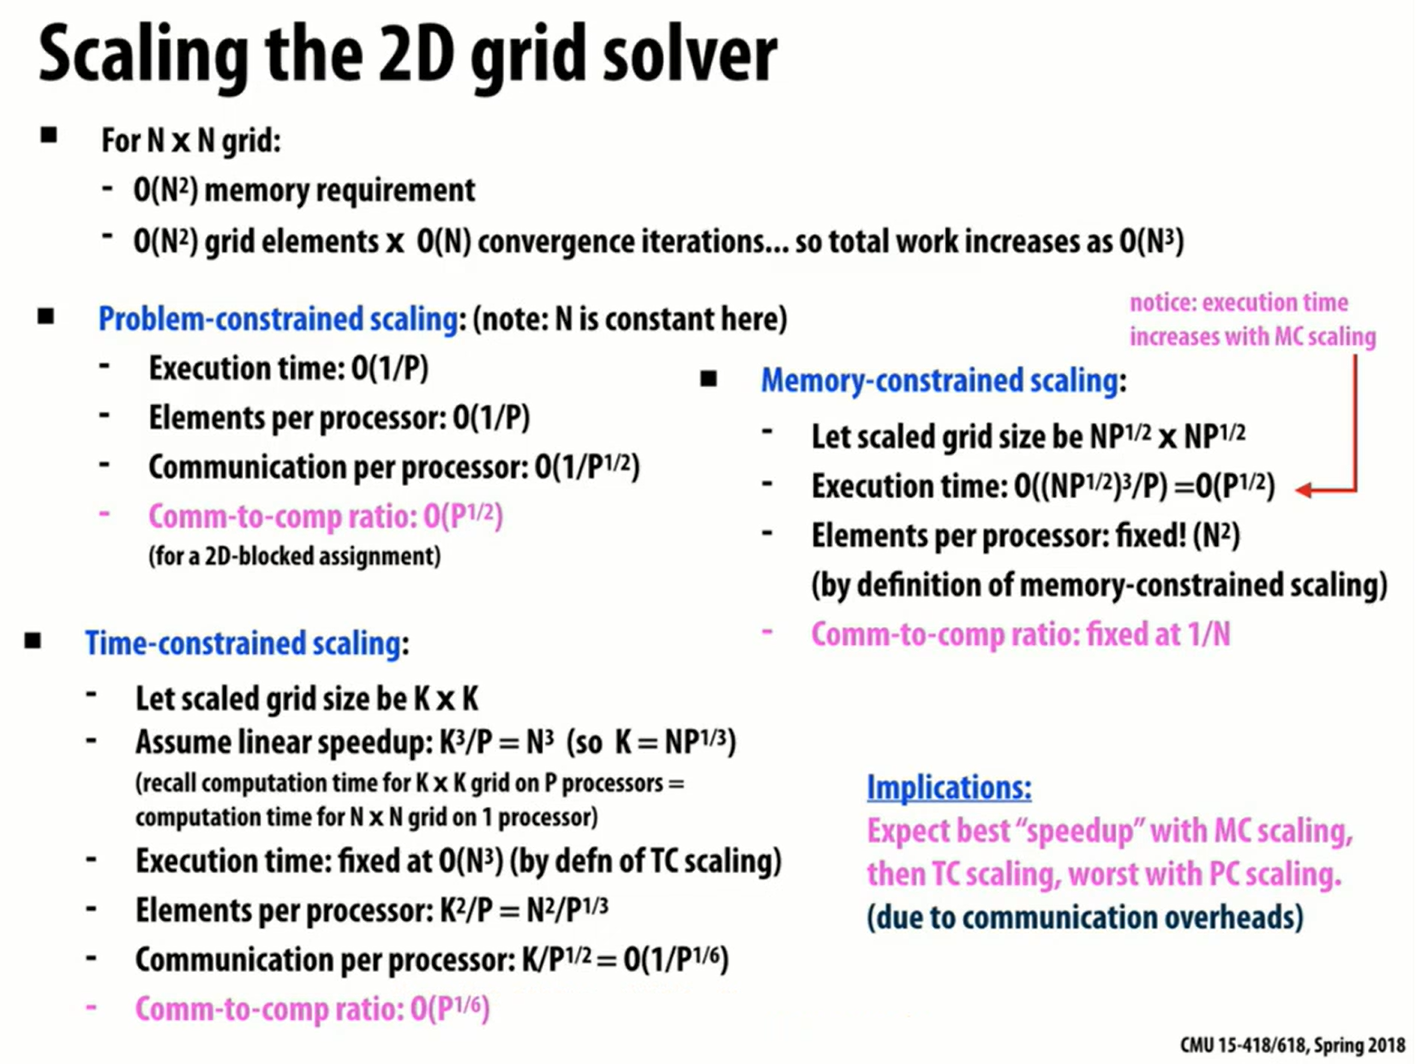 Scaling the 2D grid solver
■ For N x N grid:
- O(N²) memory requirement
- O(N²) grid elements x O(N) convergence iterations... so total work increases as O(N³)
■ Problem-constrained scaling: (note: N is constant here)
- Execution time: O(1/P)
- Elements per processor: O(1/P)
- Communication per processor: O(1/P^1/2)
- Comm-to-comp ratio: O(P^1/2)
(for a 2D-blocked assignment)
notice: execution time
increases with MC scaling
■ Memory-constrained scaling:
- Let scaled grid size be NP^1/2 x NP^1/2
- Execution time: O((NP^1/2)³/P) =O(P^1/2)
- Elements per processor: fixed! (N²)
(by definition of memory-constrained scaling)
- Comm-to-comp ratio: fixed at 1/N
■ Time-constrained scaling:
- Let scaled grid size be K x K
- Assume linear speedup: K³/P = N³ (so K = NP^1/3)
(recall computation time for K x K grid on P processors =
computation time for N x N grid on 1 processor)
- Execution time: fixed at O(N³) (by defn of TC scaling)
- Elements per processor: K²/P = N²/P^1/3
- Communication per processor: K/P^1/2 = O(1/P^1/6)
- Comm-to-comp ratio: O(P^1/6)
Implications:
Expect best “speedup” with MC scaling,
then TC scaling, worst with PC scaling.
(due to communication overheads)
CMU 15-418/618, Spring 2018